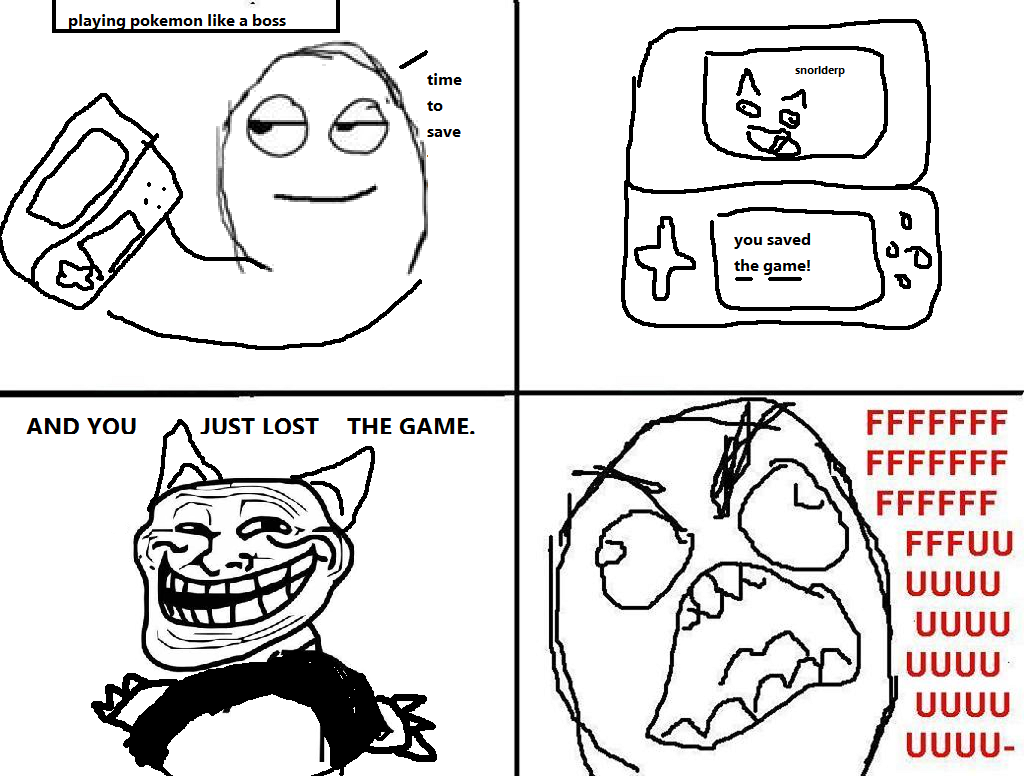 playing pokemon like a boss
time
to
save
snorlderp
you saved
the game!
AND YOU JUST LOST THE GAME.
FFFFFFF
FFFFFFF
FFFFFF
FFFUU
UUUU
UUUU
UUUU
UUUU
UUUU-